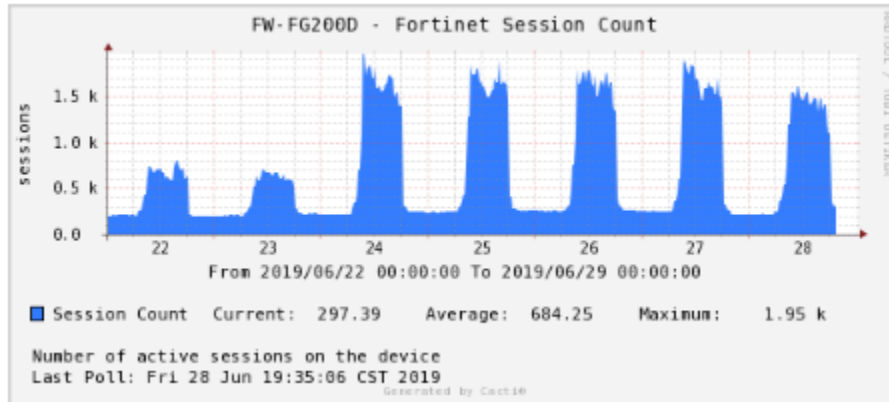 FW-FG200D - Fortinet Session Count
sessions
1.5 k
1.0 k
0.5 k
0.0
22 23 24 25 26 27 28
From 2019/06/22 00:00:00 To 2019/06/29 00:00:00
Session Count Current: 297.39 Average: 684.25 Maximum: 1.95 k
Number of active sessions on the device
Last Poll: Fri 28 Jun 19:35:06 CST 2019
Generated by Cacti®